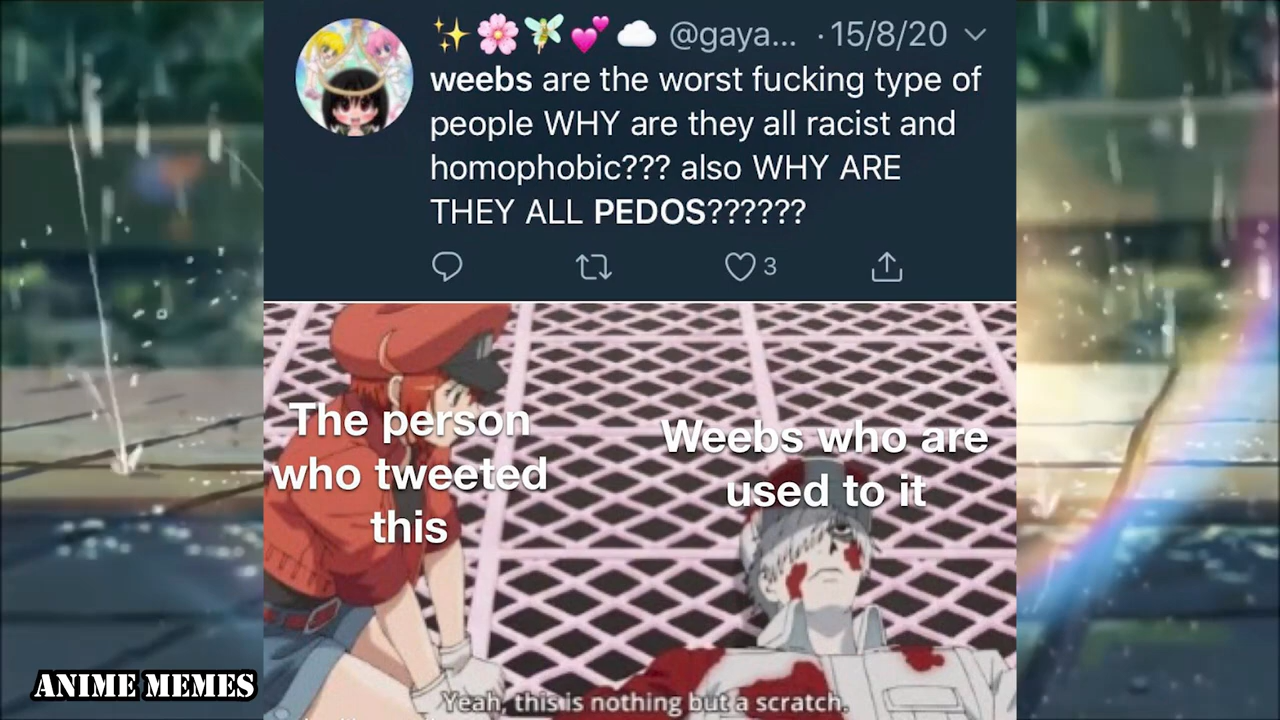 ✨🌸🧚💕☁️ @gaya... · 15/8/20
weebs are the worst fucking type of
people WHY are they all racist and
homophobic??? also WHY ARE
THEY ALL PEDOS??????
3
The person
who tweeted
this
Weebs who are
used to it
Yeah, this is nothing but a scratch.
ANIME MEMES